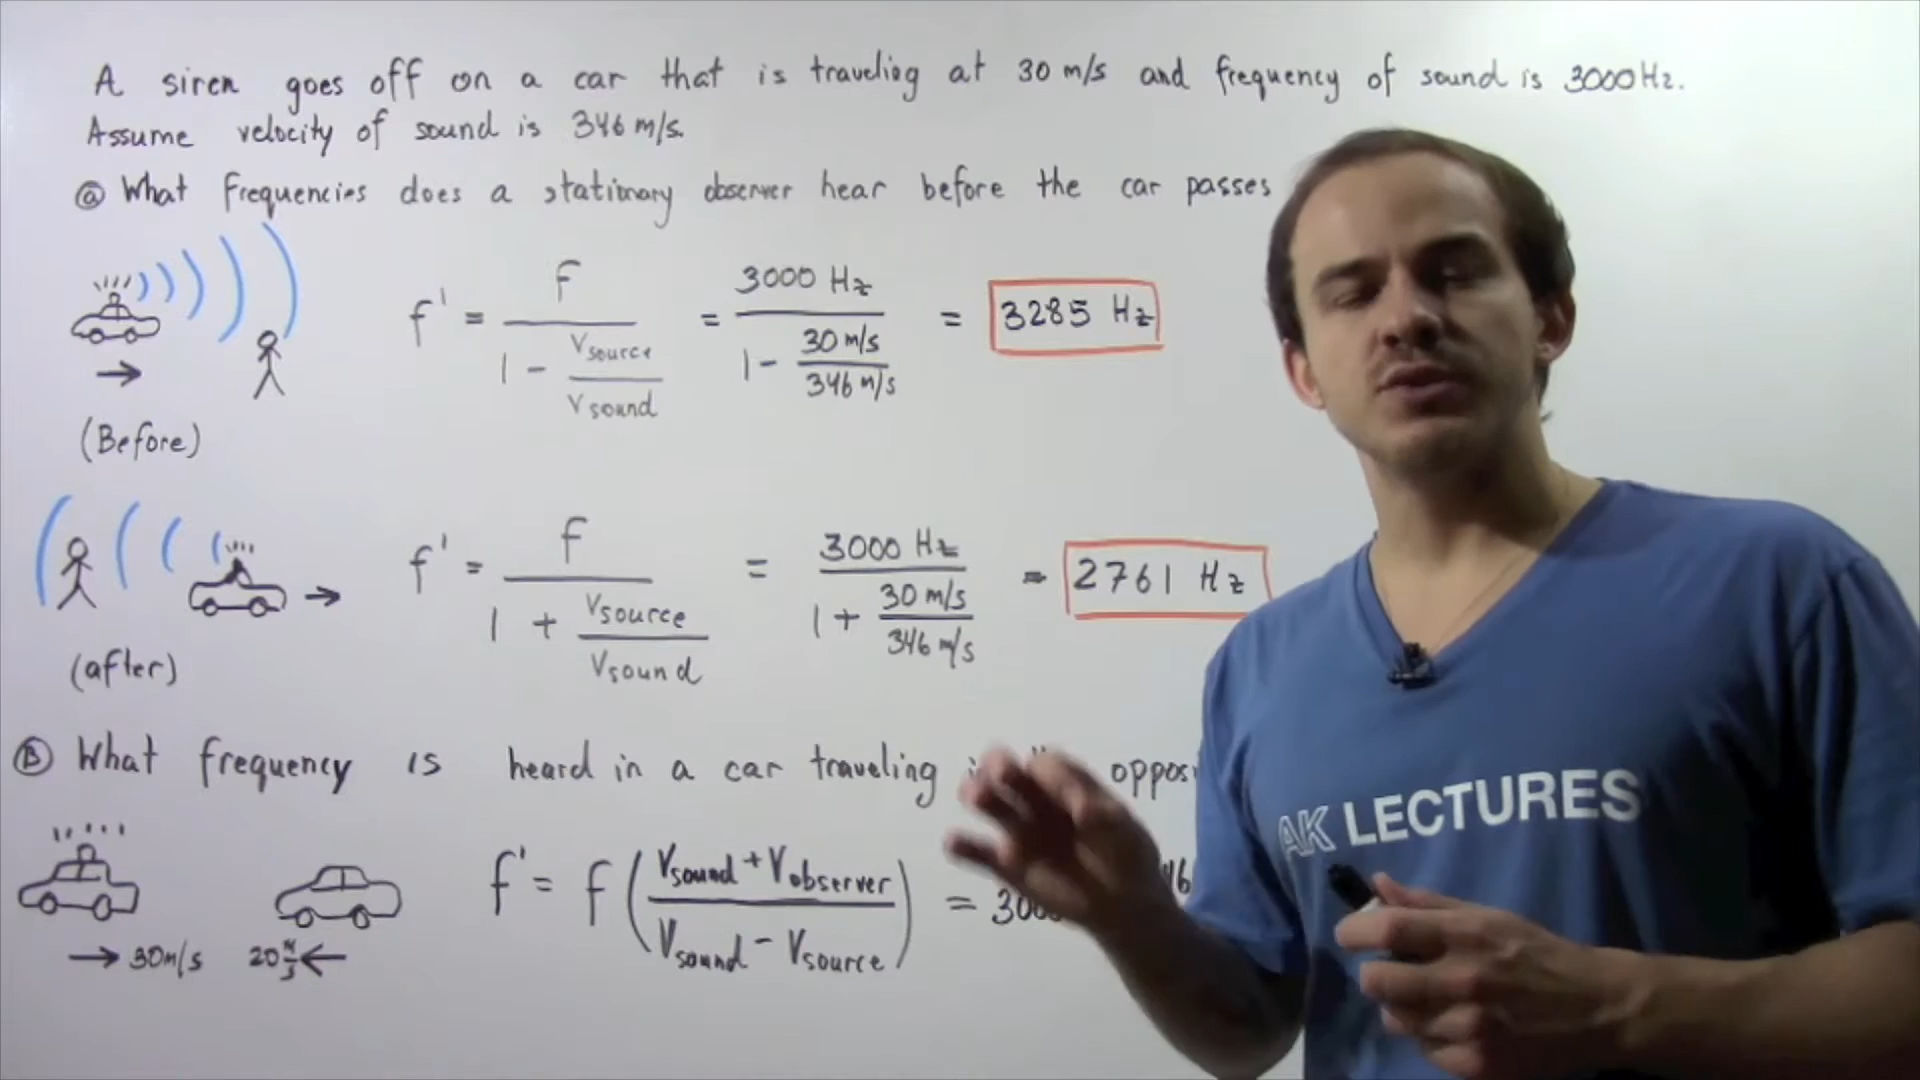 A siren goes off on a car that is traveling at 30 m/s and frequency of sound is 3000 Hz.
Assume velocity of sound is 346 m/s.
ⓐ What frequencies does a stationary observer hear before the car passes
f' = f / (1 - Vsource / Vsound) = 3000 Hz / (1 - 30 m/s / 346 m/s) = 3285 Hz
(Before)
f' = f / (1 + Vsource / Vsound) = 3000 Hz / (1 + 30 m/s / 346 m/s) = 2761 Hz
(after)
Ⓑ What frequency is heard in a car traveling
30 m/s 20 m/s
f' = f ( Vsound + Vobserver / Vsound - Vsource ) =
AK LECTURES